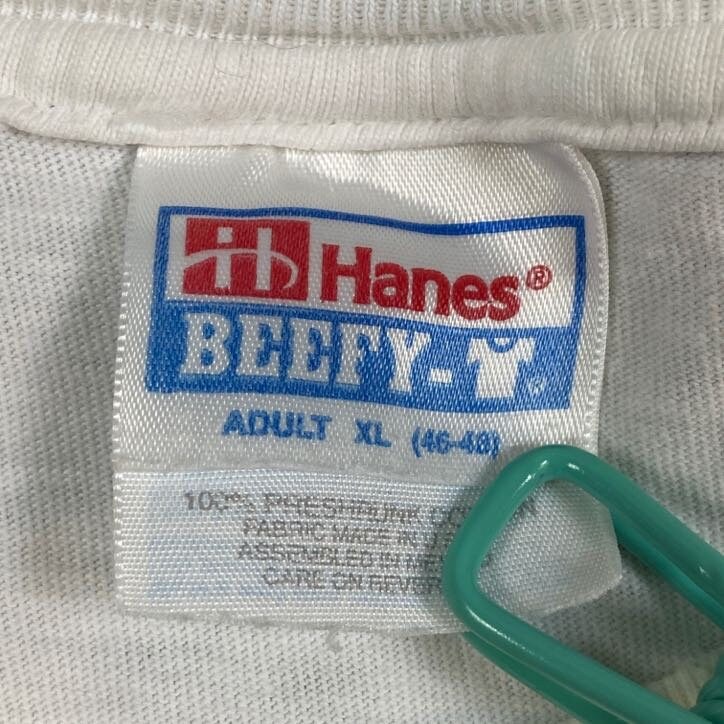 Hanes®
BEEFY-T
ADULT XL (46-48)
100% PRESHRUNK
FABRIC MADE IN
ASSEMBLED IN
CARE ON